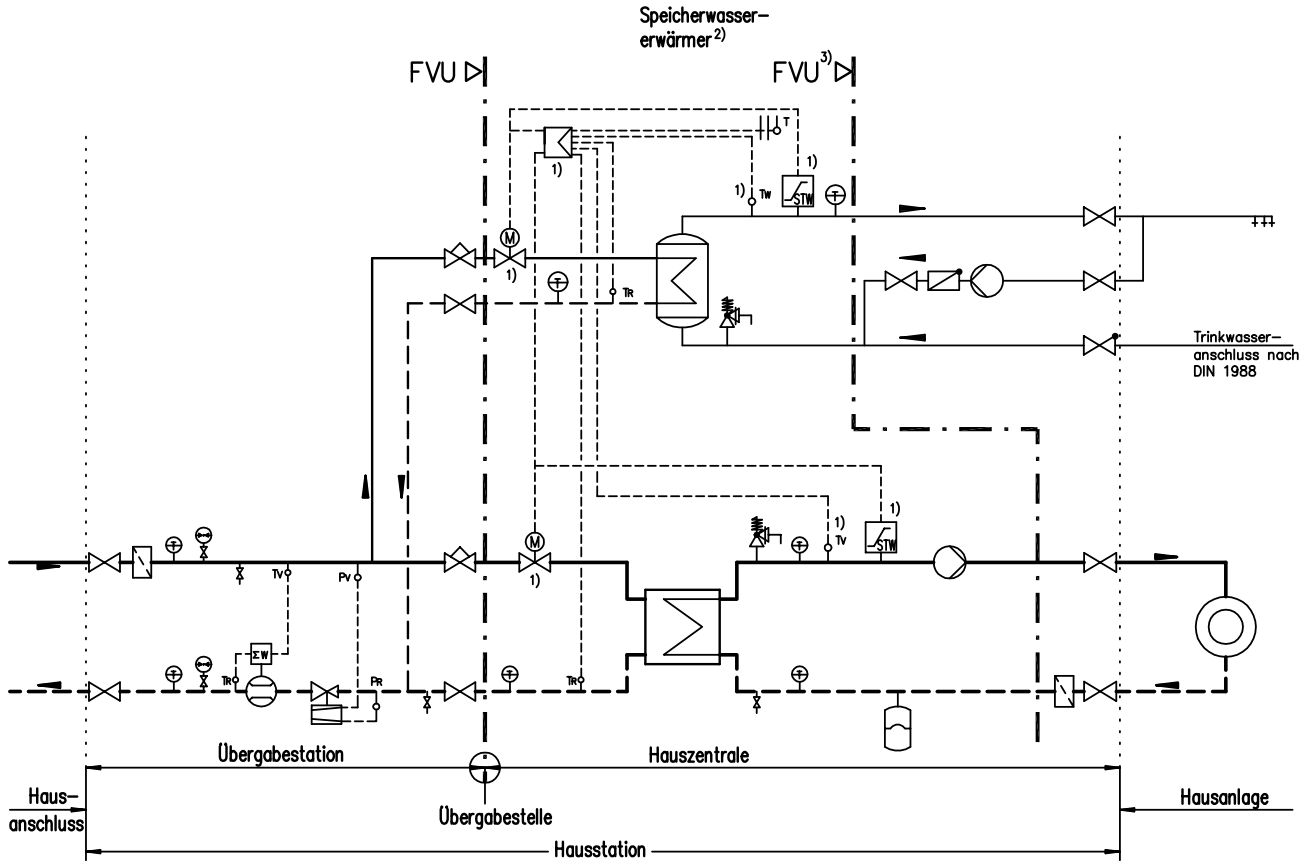 Speicherwasser–
erwärmer 2)
FVU
FVU 3)
T
1)
1)
1)
Tw
STW
T
M
1)
T
TR
Trinkwasser–
anschluss nach
DIN 1988
1)
1)
T
Tv
STW
T
M
1)
Tv
Pv
ΣW
T
TR
PR
T
TR
T
Übergabestation
Hauszentrale
Haus–
anschluss
Übergabestelle
Hausanlage
Hausstation